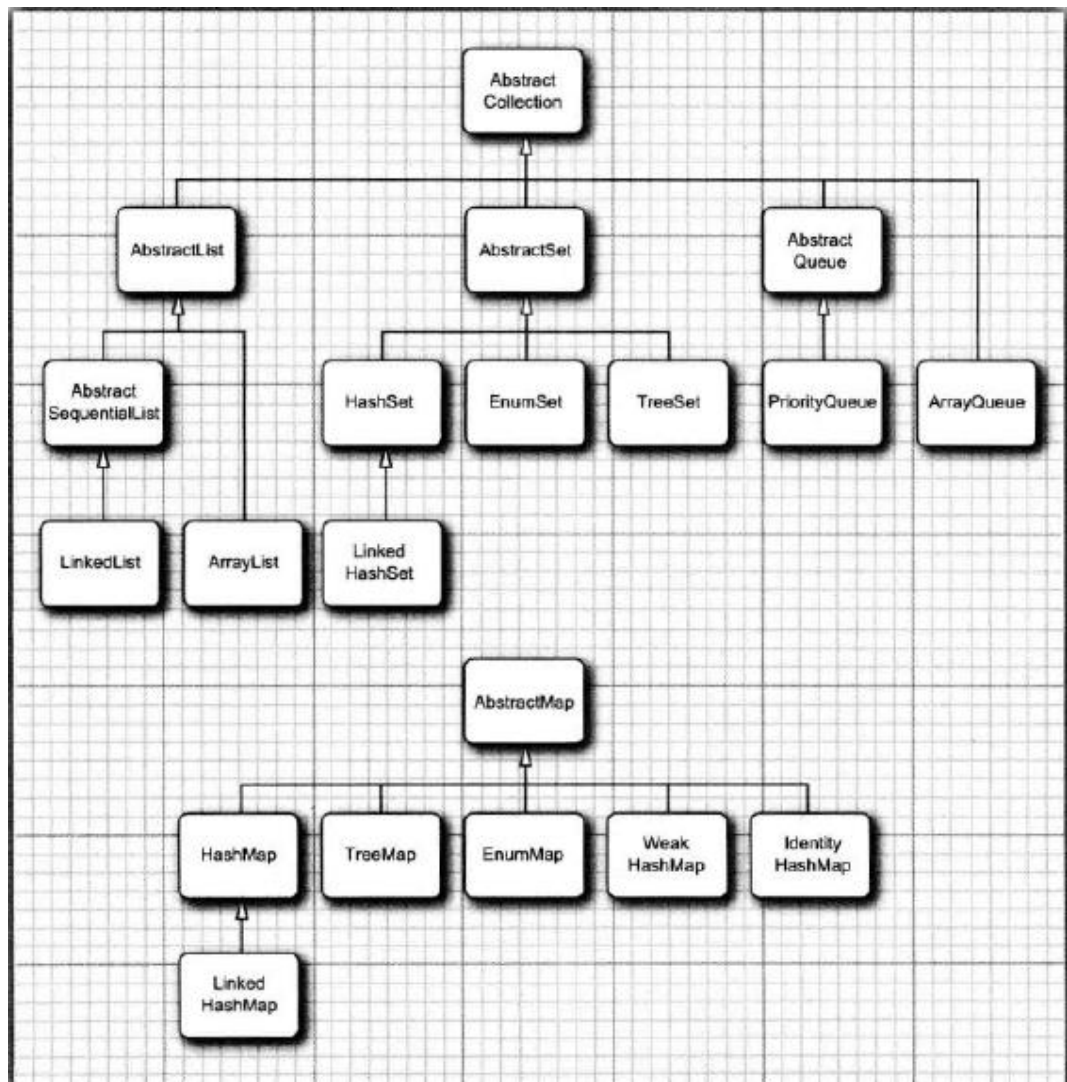 Abstract
Collection
AbstractList
AbstractSet
Abstract
Queue
Abstract
SequentialList
HashSet
EnumSet
TreeSet
PriorityQueue
ArrayQueue
LinkedList
ArrayList
Linked
HashSet
AbstractMap
HashMap
TreeMap
EnumMap
Weak
HashMap
Identity
HashMap
Linked
HashMap